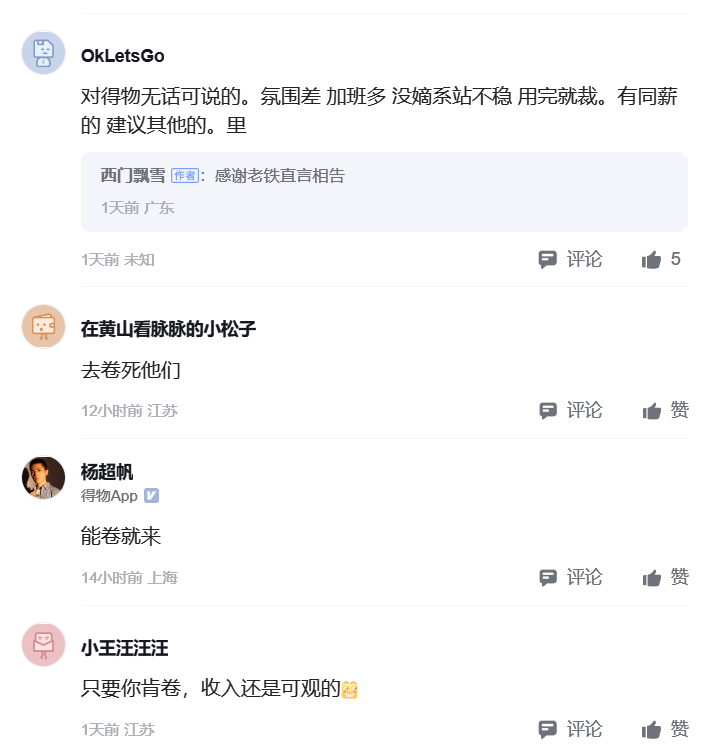 OkLetsGo
对得物无话可说的。氛围差 加班多 没嫡系站不稳 用完就裁。有同薪
的 建议其他的。里
西门飘雪 作者：感谢老铁直言相告
1天前 广东
1天前 未知 评论 5
在黄山看脉脉的小松子
去卷死他们
12小时前 江苏 评论 赞
杨超帆
得物App V
能卷就来
14小时前 上海 评论 赞
小王汪汪汪
只要你肯卷，收入还是可观的
1天前 江苏 评论 赞